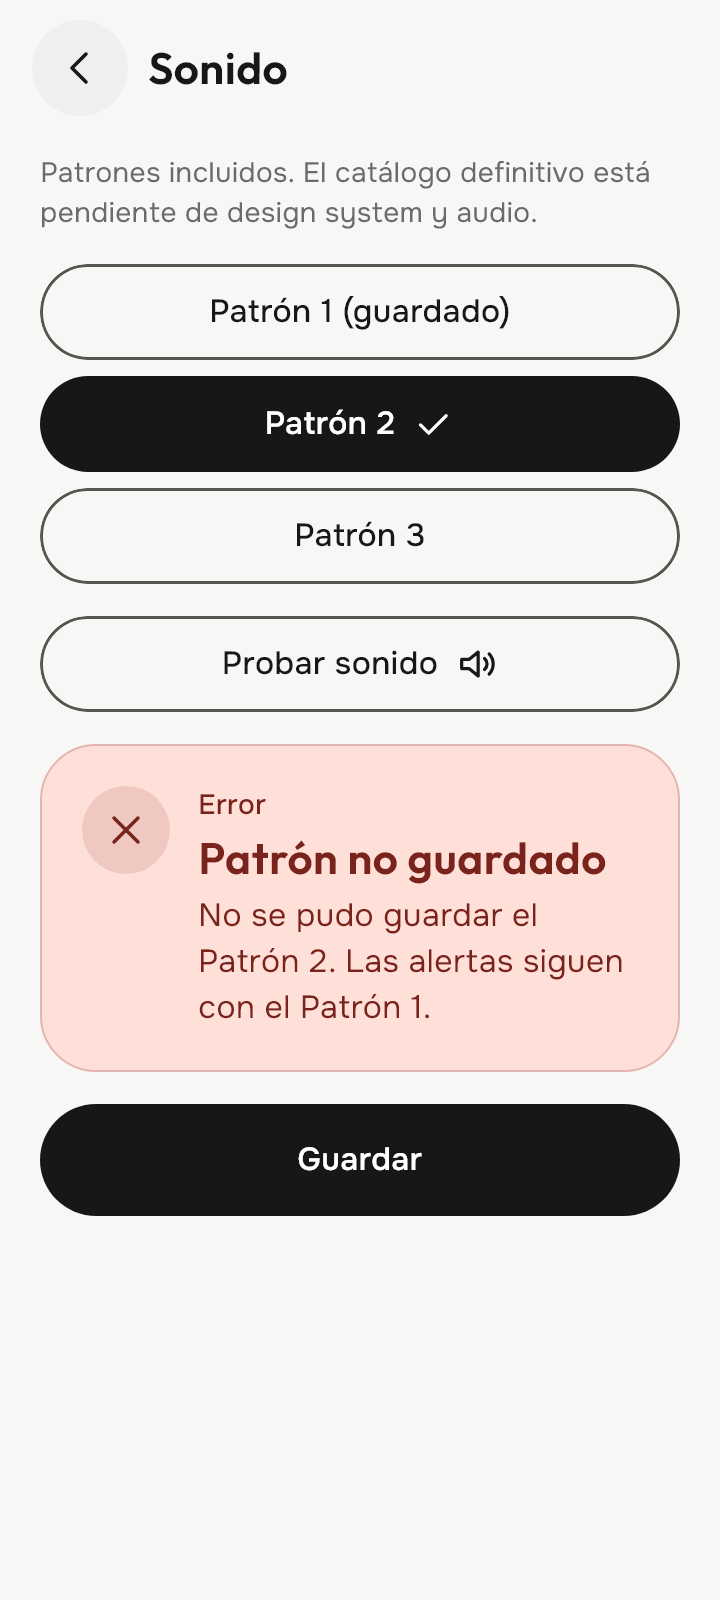 Sonido
Patrones incluidos. El catálogo definitivo está
pendiente de design system y audio.
Patrón 1 (guardado)
Patrón 2
Patrón 3
Probar sonido
Error
Patrón no guardado
No se pudo guardar el
Patrón 2. Las alertas siguen
con el Patrón 1.
Guardar